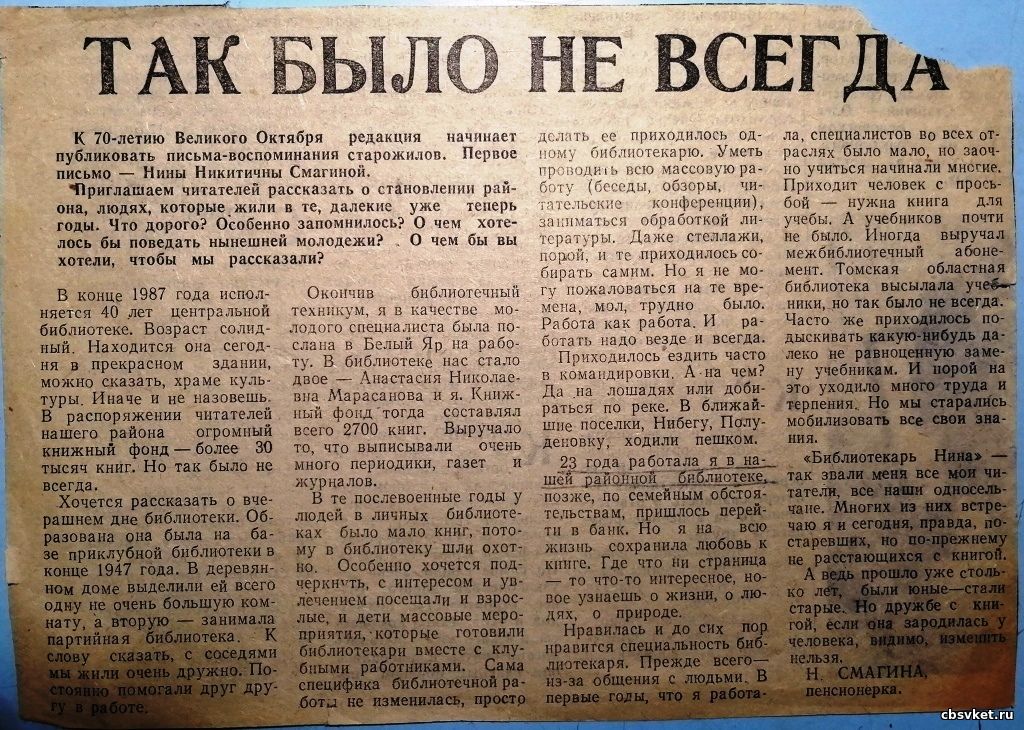 ТАК БЫЛО НЕ ВСЕГДА
К 70-летию Великого Октября редакция начинает
публиковать письма-воспоминания старожилов. Первое
письмо — Нины Никитичны Смагиной.
Приглашаем читателей рассказать о становлении рай-
она, людях, которые жили в те, далекие уже теперь
годы. Что дорого? Особенно запомнилось? О чем хоте-
лось бы поведать нынешней молодежи? О чем бы вы
хотели, чтобы мы рассказали?
В конце 1987 года испол-
няется 40 лет центральной
библиотеке. Возраст солид-
ный. Находится она сегод-
ня в прекрасном здании,
можно сказать, храме куль-
туры. Иначе и не назовешь.
В распоряжении читателей
нашего района огромный
книжный фонд — более 30
тысяч книг. Но так было не
всегда.
Хочется рассказать о вче-
рашнем дне библиотеки. Об-
разована она была на ба-
зе приклубной библиотеки в
конце 1947 года. В деревян-
ном доме выделили ей всего
одну не очень большую ком-
нату, а вторую — занимала
партийная библиотека. К
слову сказать, с соседями
мы жили очень дружно. По-
стоянно помогали друг дру-
гу в работе.
Окончив библиотечный
техникум, я в качестве мо-
лодого специалиста была по-
слана в Белый Яр на рабо-
ту. В библиотеке нас стало
двое — Анастасия Николае-
вна Марасанова и я. Книж-
ный фонд тогда составлял
всего 2700 книг. Выручало
то, что выписывали очень
много периодики, газет и
журналов.
В те послевоенные годы у
людей в личных библиоте-
ках было мало книг, пото-
му в библиотеку шли охот-
но. Особенно хочется под-
черкнуть, с интересом и ув-
лечением посещали и взрос-
лые, и дети массовые меро-
приятия, которые готовили
библиотекари вместе с клу-
бными работниками. Сама
специфика библиотечной ра-
боты не изменилась, просто
делать ее приходилось од-
ному библиотекарю. Уметь
проводить всю массовую ра-
боту (беседы, обзоры, чи-
тательские конференции),
заниматься обработкой ли-
тературы. Даже стеллажи,
порой, и те приходилось со-
бирать самим. Но я не мо-
гу пожаловаться на те вре-
мена, мол, трудно было.
Работа как работа. И ра-
ботать надо везде и всегда.
Приходилось ездить часто
в командировки. А на чем?
Да на лошадях или доби-
раться по реке. В ближай-
шие поселки, Нибегу, Полу-
деновку, ходили пешком.
23 года работала я в на-
шей районной библиотеке,
позже, по семейным обстоя-
тельствам, пришлось перей-
ти в банк. Но я на всю
жизнь сохранила любовь к
книге. Где что ни страница
— то что-то интересное, но-
вое узнаешь о жизни, о лю-
дях, о природе.
Нравилась и до сих пор
нравится специальность биб-
лиотекаря. Прежде всего—
из-за общения с людьми. В
первые годы, что я работа-
ла, специалистов во всех от-
раслях было мало, но заоч-
но учиться начинали многие.
Приходит человек с прось-
бой — нужна книга для
учебы. А учебников почти
не было. Иногда выручал
межбиблиотечный абоне-
мент. Томская областная
библиотека высылала учеб-
ники, но так было не всегда.
Часто же приходилось по-
дыскивать какую-нибудь да-
леко не равноценную заме-
ну учебникам. И порой на
это уходило много труда и
терпения. Но мы старались
мобилизовать все свои зна-
ния.
«Библиотекарь Нина» —
так звали меня все мои чи-
татели, все наши односель-
чане. Многих из них встре-
чаю я и сегодня, правда, по-
старевших, но по-прежнему
не расстающихся с книгой.
А ведь прошло уже столь-
ко лет, были юные—стали
старые. Но дружбе с кни-
гой, если она зародилась у
человека, видимо, изменить
нельзя.
Н. СМАГИНА,
пенсионерка.
cbsvket.ru